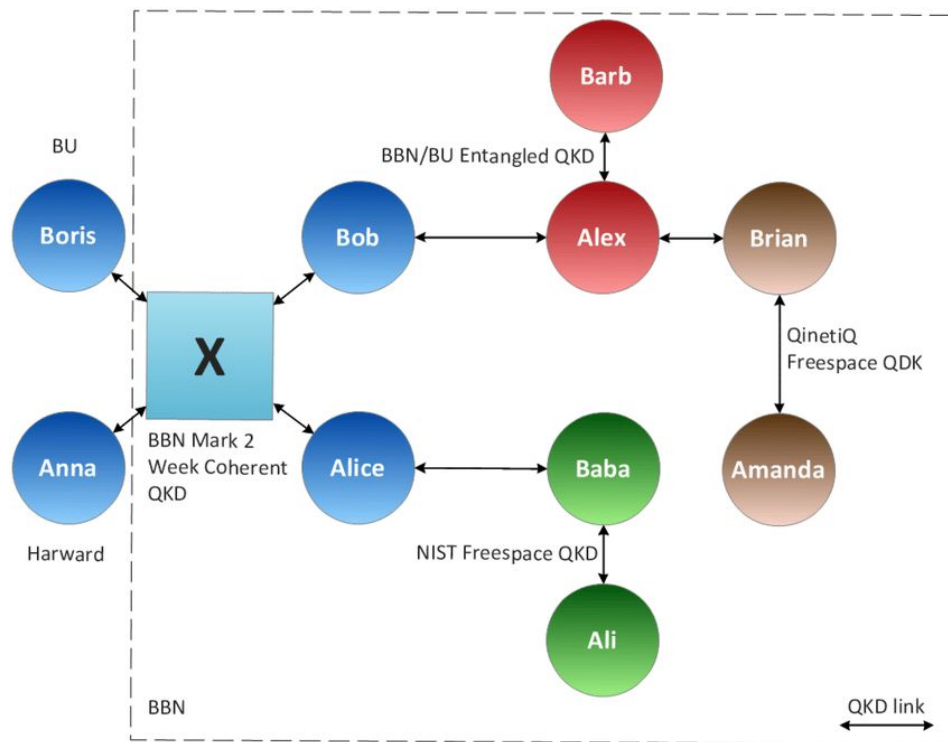 Barb
BU
BBN/BU Entangled QKD
Boris
Bob
Alex
Brian
X
QinetiQ
Freespace QDK
BBN Mark 2
Week Coherent
QKD
Anna
Alice
Baba
Amanda
Harward
NIST Freespace QKD
Ali
BBN
QKD link